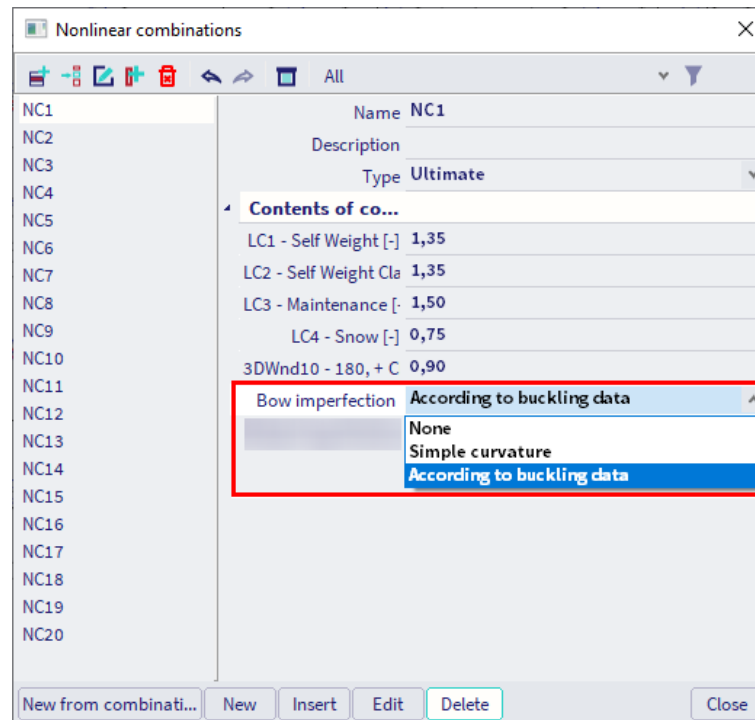 Nonlinear combinations
All
NC1
NC2
NC3
NC4
NC5
NC6
NC7
NC8
NC9
NC10
NC11
NC12
NC13
NC14
NC15
NC16
NC17
NC18
NC19
NC20
Name NC1
Description
Type Ultimate
Contents of co...
LC1 - Self Weight [-] 1,35
LC2 - Self Weight Cla 1,35
LC3 - Maintenance [- 1,50
LC4 - Snow [-] 0,75
3DWnd10 - 180, + C 0,90
Bow imperfection According to buckling data
None
Simple curvature
According to buckling data
New from combinati... New Insert Edit Delete Close